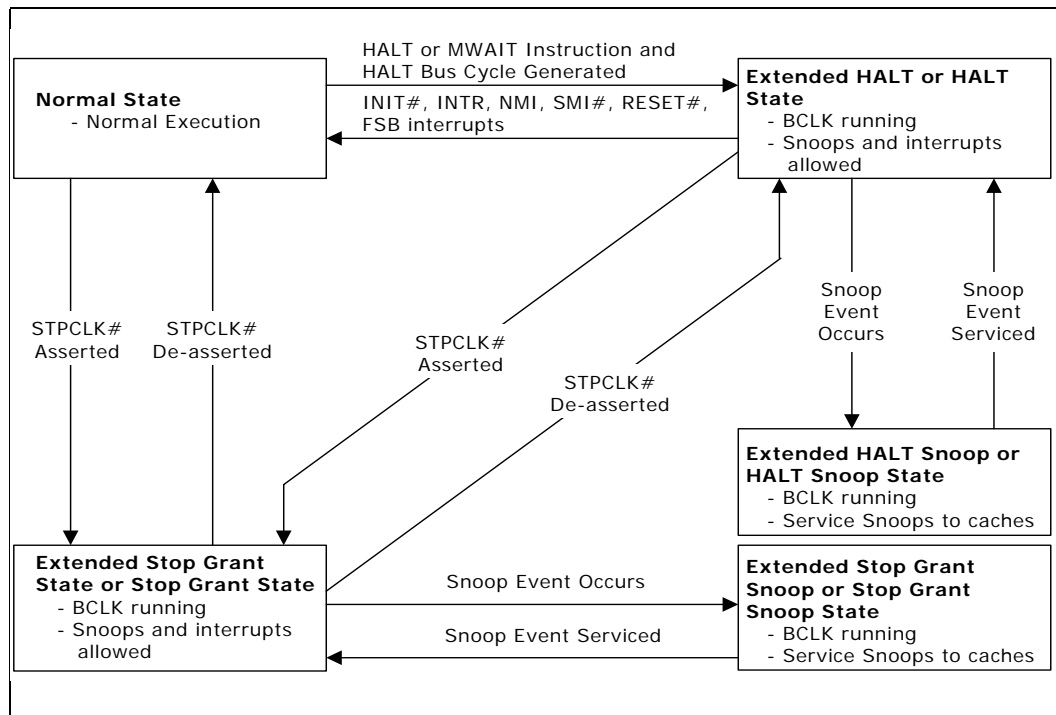 HALT or MWAIT Instruction and
HALT Bus Cycle Generated
INIT#, INTR, NMI, SMI#, RESET#,
FSB interrupts
Normal State
- Normal Execution
Extended HALT or HALT
State
- BCLK running
- Snoops and interrupts
allowed
STPCLK#
Asserted
STPCLK#
De-asserted
STPCLK#
Asserted
STPCLK#
De-asserted
Snoop
Event
Occurs
Snoop
Event
Serviced
Extended HALT Snoop or
HALT Snoop State
- BCLK running
- Service Snoops to caches
Extended Stop Grant
State or Stop Grant State
- BCLK running
- Snoops and interrupts
allowed
Snoop Event Occurs
Snoop Event Serviced
Extended Stop Grant
Snoop or Stop Grant
Snoop State
- BCLK running
- Service Snoops to caches